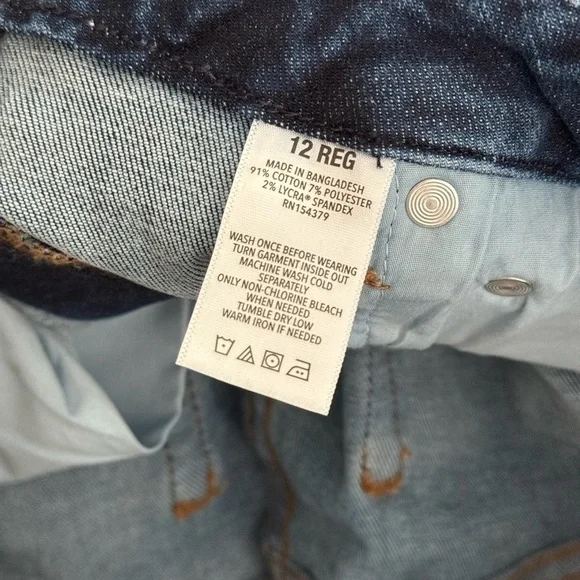 12 REG
MADE IN BANGLADESH
91% COTTON 7% POLYESTER
2% LYCRA® SPANDEX
RN154379
WASH ONCE BEFORE WEARING
TURN GARMENT INSIDE OUT
MACHINE WASH COLD
SEPARATELY
ONLY NON-CHLORINE BLEACH
WHEN NEEDED
TUMBLE DRY LOW
WARM IRON IF NEEDED